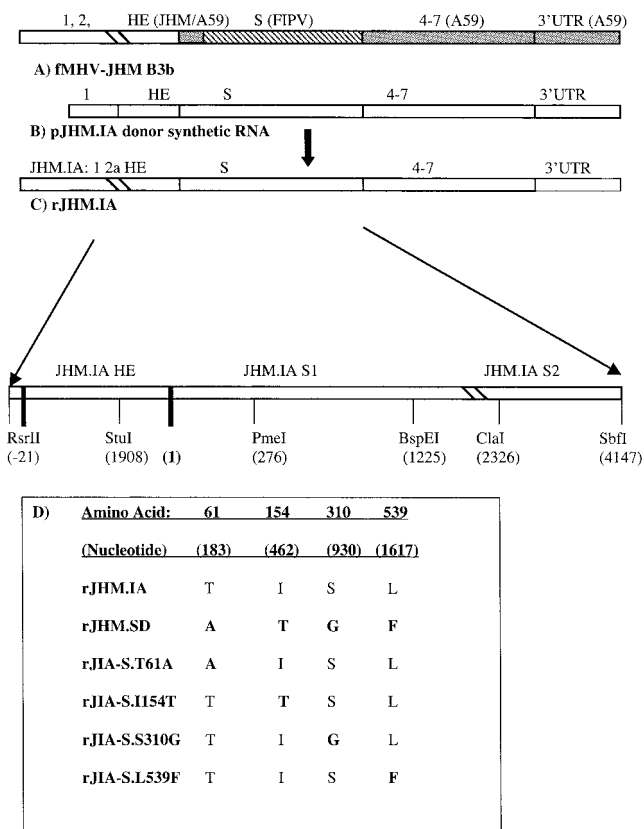 1, 2, HE (JHM/A59) S (FIPV) 4-7 (A59) 3'UTR (A59)
A) fMHV-JHM B3b
1 HE S 4-7 3'UTR
B) pJHM.IA donor synthetic RNA
JHM.IA: 1 2a HE S 4-7 3'UTR
C) rJHM.IA
JHM.IA HE JHM.IA S1 JHM.IA S2
RsrII StuI PmeI BspEI ClaI SbfI
(-21) (1908) (1) (276) (1225) (2326) (4147)
D) Amino Acid: 61 154 310 539
(Nucleotide) (183) (462) (930) (1617)
rJHM.IA T I S L
rJHM.SD A T G F
rJIA-S.T61A A I S L
rJIA-S.I154T T T S L
rJIA-S.S310G T I G L
rJIA-S.L539F T I S F